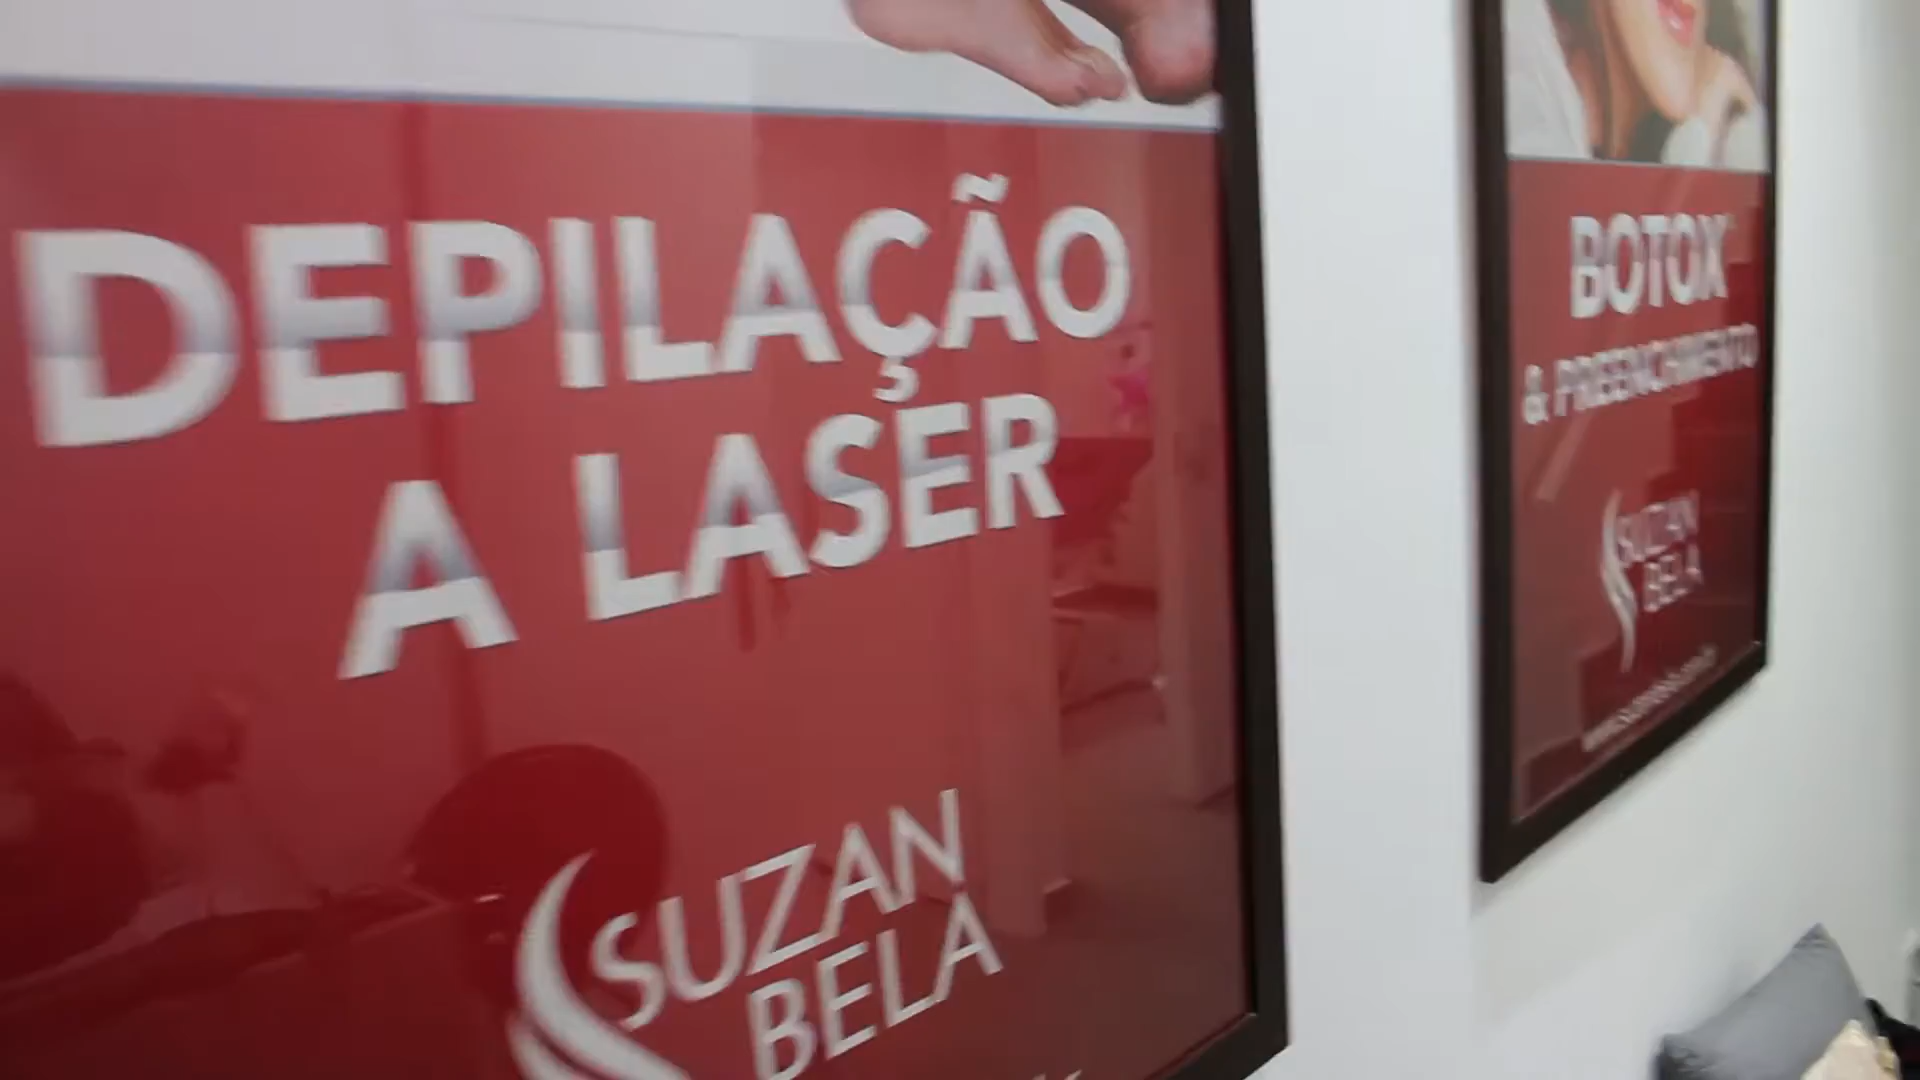 DEPILAÇÃO
A LASER
SUZAN
BELA
BOTOX
& PREENCHIMENTO
SUZAN
BELA